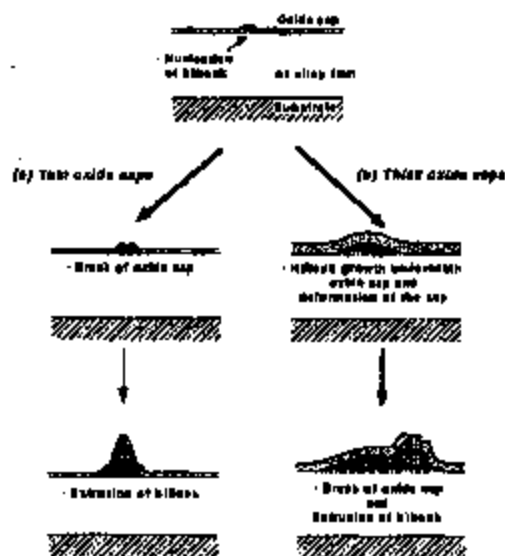 Oxide cap
Nucleation
of hillock
Al alloy film
Substrate
(a) Thin oxide caps
(b) Thick oxide caps
- Break of oxide cap
- Hillock growth underneath
oxide cap and
deformation of the cap
- Extrusion of hillock
- Break of oxide cap
and
Extrusion of hillock